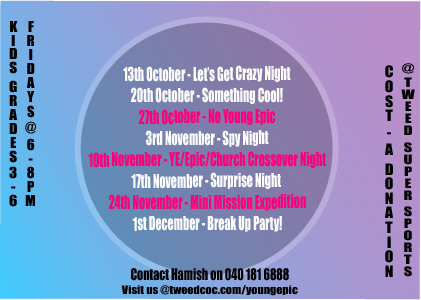 KIDS GRADES 3-6
FRIDAYS @ 6-8PM
13th October - Let's Get Crazy Night
20th October - Something Cool!
27th October - No Young Epic
3rd November - Spy Night
10th November - YE/Epic/Church Crossover Night
17th November - Surprise Night
24th November - Mini Mission Expedition
1st December - Break Up Party!
COST - A DONATION
@ TWEED SUPER SPORTS
Contact Hamish on 040 181 6888
Visit us @tweedcoc.com/youngepic